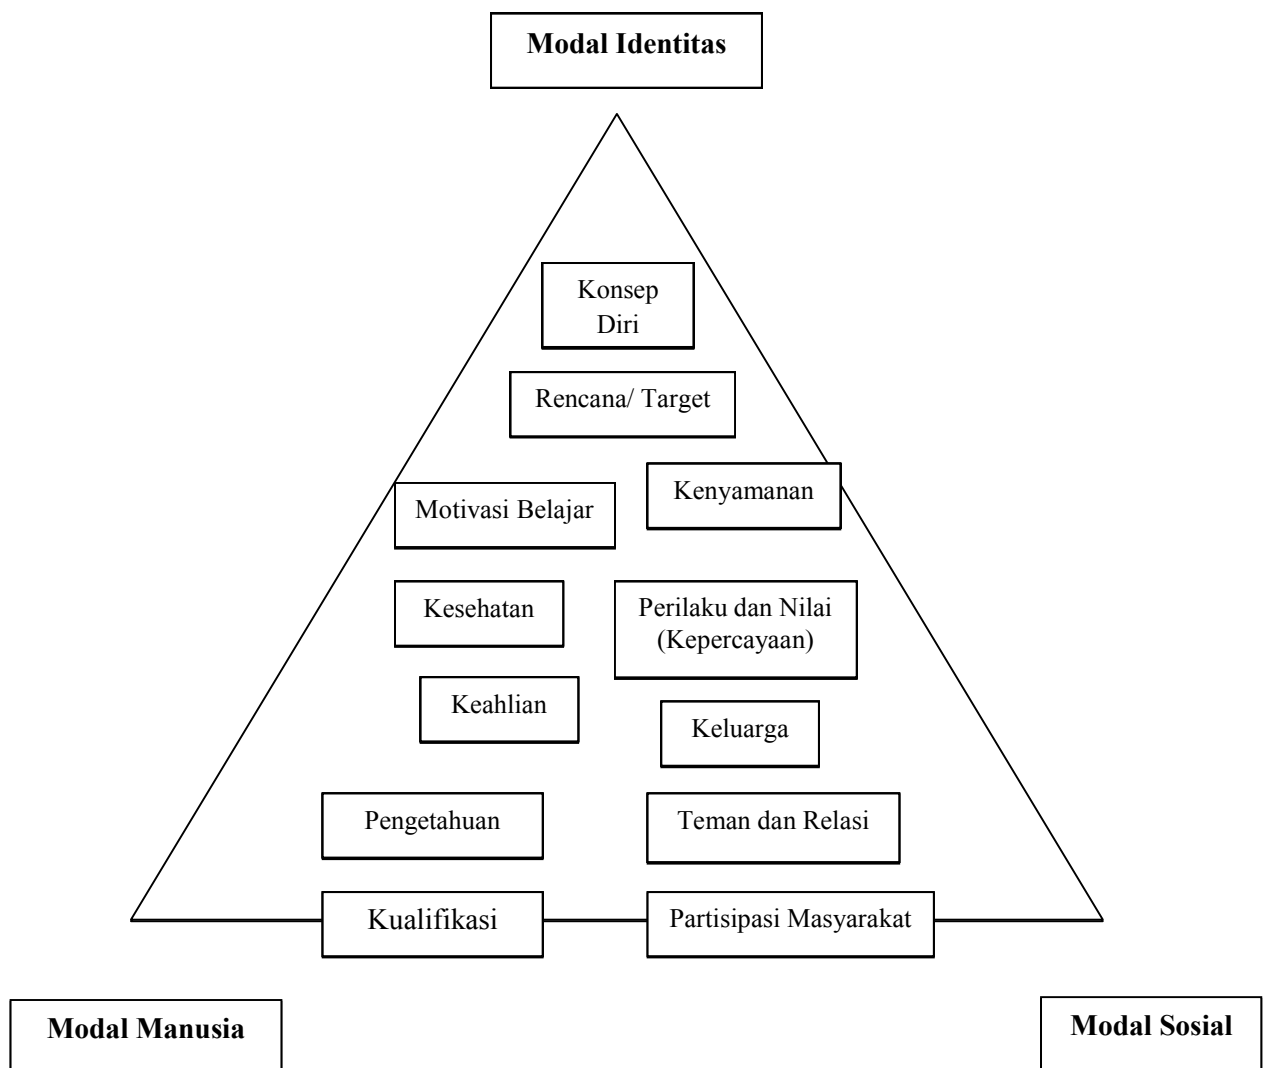 Modal Identitas
Konsep
Diri
Rencana/ Target
Kenyamanan
Motivasi Belajar
Kesehatan
Perilaku dan Nilai
(Kepercayaan)
Keahlian
Keluarga
Pengetahuan
Teman dan Relasi
Kualifikasi
Partisipasi Masyarakat
Modal Manusia
Modal Sosial